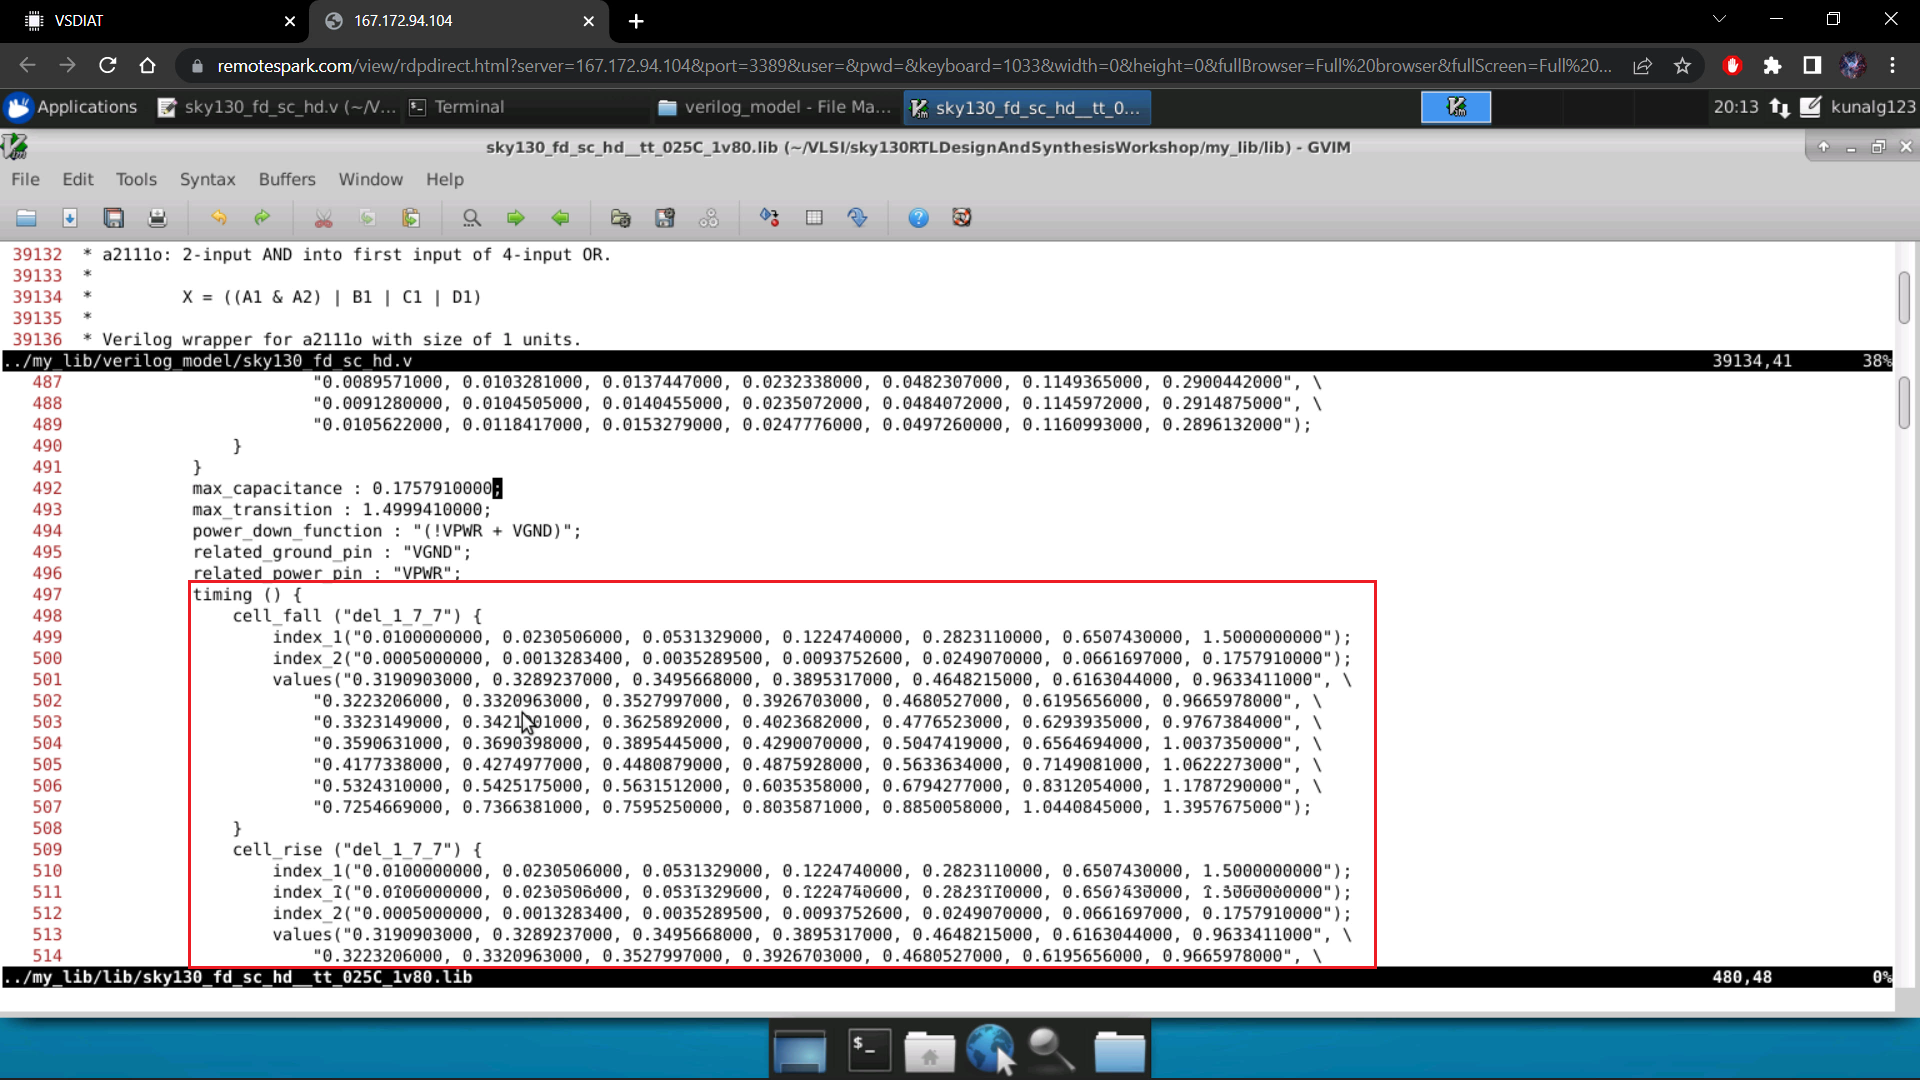 VSDIAT
167.172.94.104
remotespark.com/view/rdpdirect.html?server=167.172.94.104&port=3389&user=&pwd=&keyboard=1033&width=0&height=0&fullBrowser=Full%20browser&fullScreen=Full%20...
Applications sky130_fd_sc_hd.v (~/V... Terminal verilog_model - File Ma... sky130_fd_sc_hd__tt_0... 20:13 kunalg123
sky130_fd_sc_hd__tt_025C_1v80.lib (~/VLSI/sky130RTLDesignAndSynthesisWorkshop/my_lib/lib) - GVIM
File Edit Tools Syntax Buffers Window Help
39132 * a2111o: 2-input AND into first input of 4-input OR.
39133 *
39134 * X = ((A1 & A2) | B1 | C1 | D1)
39135 *
39136 * Verilog wrapper for a2111o with size of 1 units.
../my_lib/verilog_model/sky130_fd_sc_hd.v 39134,41 38%
487 "0.0089571000, 0.0103281000, 0.0137447000, 0.0232338000, 0.0482307000, 0.1149365000, 0.2900442000", \
488 "0.0091280000, 0.0104505000, 0.0140455000, 0.0235072000, 0.0484072000, 0.1145972000, 0.2914875000", \
489 "0.0105622000, 0.0118417000, 0.0153279000, 0.0247776000, 0.0497260000, 0.1160993000, 0.2896132000");
490 }
491 }
492 max_capacitance : 0.1757910000;
493 max_transition : 1.4999410000;
494 power_down_function : "(!VPWR + VGND)";
495 related_ground_pin : "VGND";
496 related_power_pin : "VPWR";
497 timing () {
498 cell_fall ("del_1_7_7") {
499 index_1("0.0100000000, 0.0230506000, 0.0531329000, 0.1224740000, 0.2823110000, 0.6507430000, 1.5000000000");
500 index_2("0.0005000000, 0.0013283400, 0.0035289500, 0.0093752600, 0.0249070000, 0.0661697000, 0.1757910000");
501 values("0.3190903000, 0.3289237000, 0.3495668000, 0.3895317000, 0.4648215000, 0.6163044000, 0.9633411000", \
502 "0.3223206000, 0.3320963000, 0.3527997000, 0.3926703000, 0.4680527000, 0.6195656000, 0.9665978000", \
503 "0.3323149000, 0.3625892000, 0.4023682000, 0.4776523000, 0.6293935000, 0.9767384000", \
504 "0.3590631000, 0.3690398000, 0.3895445000, 0.4290070000, 0.5047419000, 0.6564694000, 1.0037350000", \
505 "0.4177338000, 0.4274977000, 0.4480879000, 0.4875928000, 0.5633634000, 0.7149081000, 1.0622273000", \
506 "0.5324310000, 0.5425175000, 0.5631512000, 0.6035358000, 0.6794277000, 0.8312054000, 1.1787290000", \
507 "0.7254669000, 0.7366381000, 0.7595250000, 0.8035871000, 0.8850058000, 1.0440845000, 1.3957675000");
508 }
509 cell_rise ("del_1_7_7") {
510 index_1("0.0100000000, 0.0230506000, 0.0531329000, 0.1224740000, 0.2823110000, 0.6507430000, 1.5000000000");
511 index_1("0.0100000000, 0.0230506000, 0.0531329000, 0.1224740000, 0.2823110000, 0.6507430000, 1.5000000000");
512 index_2("0.0005000000, 0.0013283400, 0.0035289500, 0.0093752600, 0.0249070000, 0.0661697000, 0.1757910000");
513 values("0.3190903000, 0.3289237000, 0.3495668000, 0.3895317000, 0.4648215000, 0.6163044000, 0.9633411000", \
514 "0.3223206000, 0.3320963000, 0.3527997000, 0.3926703000, 0.4680527000, 0.6195656000, 0.9665978000", \
../my_lib/lib/sky130_fd_sc_hd__tt_025C_1v80.lib 480,48 0%